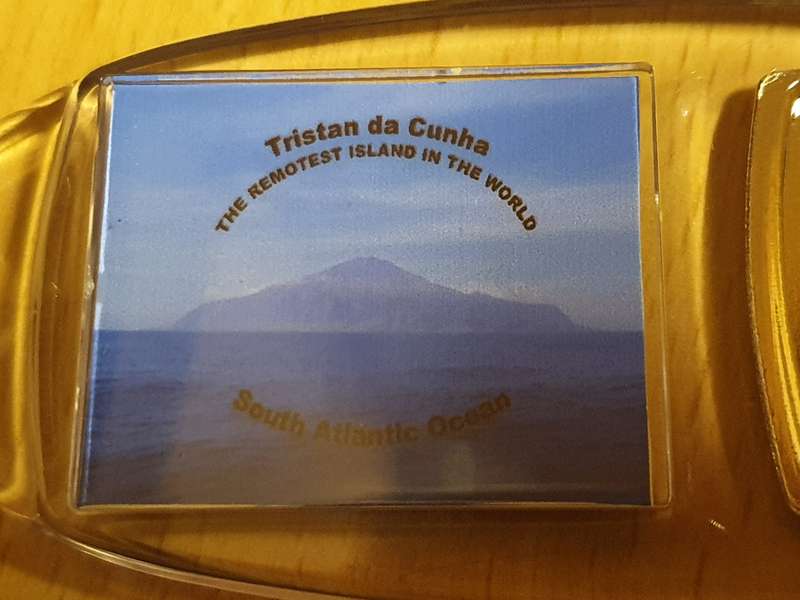 Tristan da Cunha
THE REMOTEST ISLAND IN THE WORLD
South Atlantic Ocean